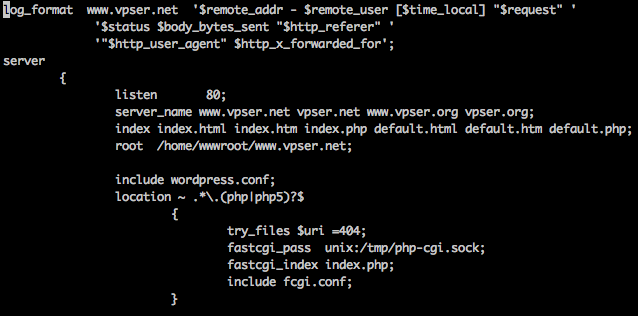 log_format  www.vpser.net  '$remote_addr - $remote_user [$time_local] "$request" '
             '$status $body_bytes_sent "$http_referer" '
             '"$http_user_agent" $http_x_forwarded_for';
server
        {
                listen       80;
                server_name www.vpser.net vpser.net www.vpser.org vpser.org;
                index index.html index.htm index.php default.html default.htm default.php;
                root  /home/wwwroot/www.vpser.net;

                include wordpress.conf;
                location ~ .*\.(php|php5)?$
                        {
                                try_files $uri =404;
                                fastcgi_pass  unix:/tmp/php-cgi.sock;
                                fastcgi_index index.php;
                                include fcgi.conf;
                        }